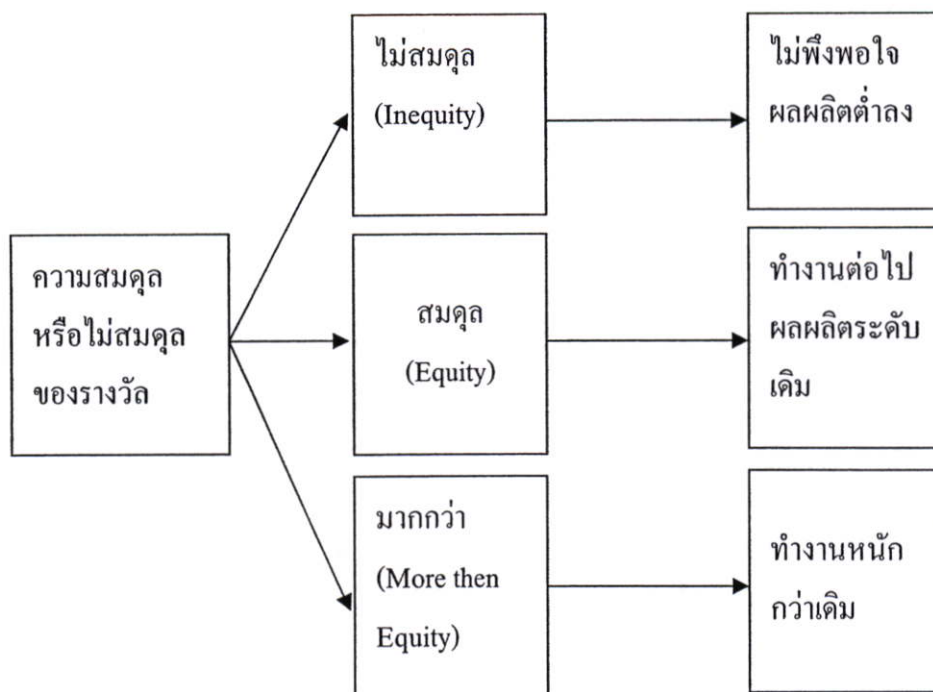 ไม่สมดุล
(Inequity)
ไม่พึงพอใจ
ผลผลิตต่ำลง
ความสมดุล
หรือไม่สมดุล
ของรางวัล
สมดุล
(Equity)
ทำงานต่อไป
ผลผลิตระดับ
เดิม
มากกว่า
(More then
Equity)
ทำงานหนัก
กว่าเดิม